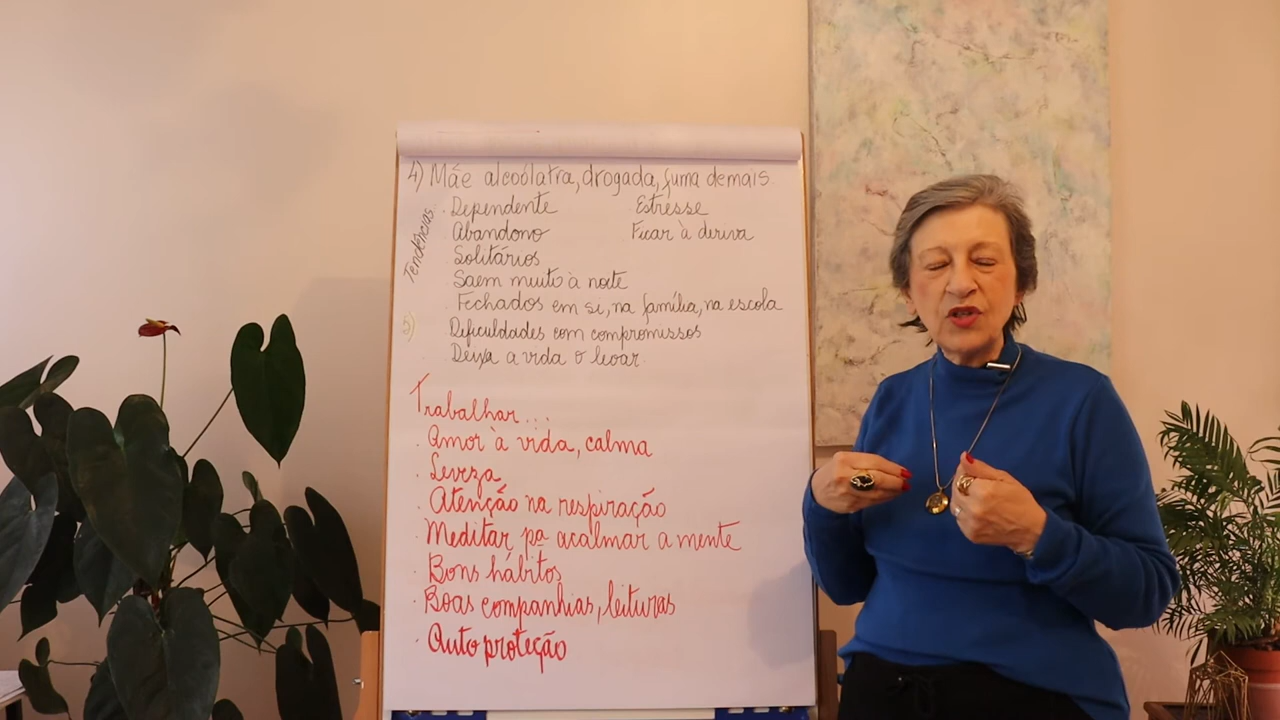 4) Mãe alcoólatra, drogada, fuma demais.
Tendências
. Dependente Estresse
Abandono Ficar à deriva
Solitários
Saem muito à noite
. Fechados em si, na família, na escola
5)
Dificuldades com compromissos
Deixa a vida o levar.
Trabalhar...
. Amor à vida, calma
. Leveza
. Atenção na respiração
. Meditar pa acalmar a mente
. Bons hábitos
. Boas companhias, leituras
. Auto proteção